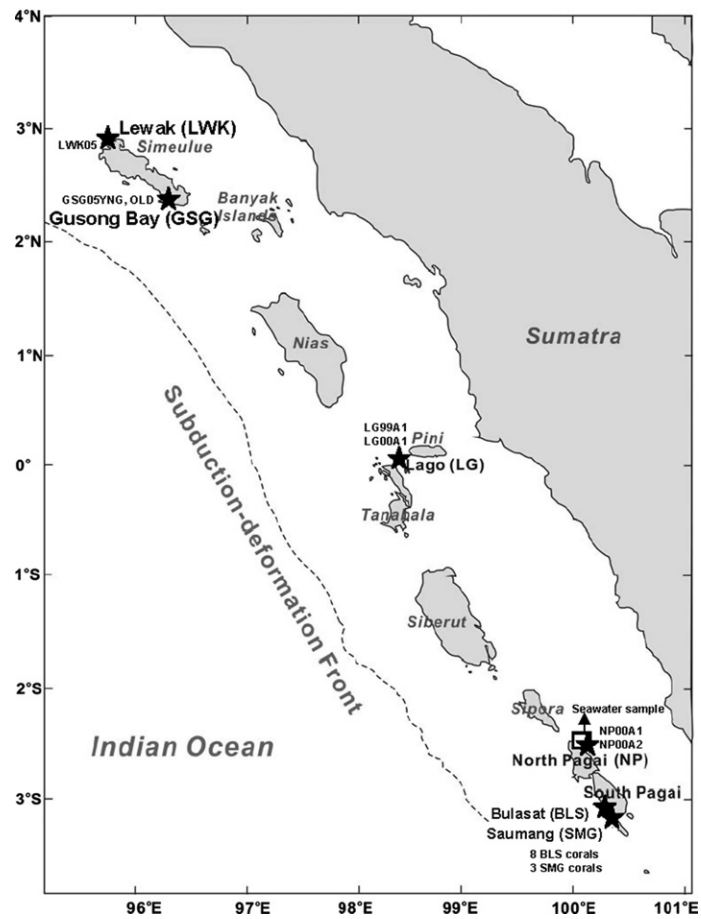 4°N
3°N
2°N
1°N
0°
1°S
2°S
3°S
Lewak (LWK)
LWK05
Simeulue
GSG05YNG, OLD
Gusong Bay (GSG)
Banyak
Islands
Nias
Sumatra
LG99A1
LG00A1
Pini
Lago (LG)
Tanabala
Subduction-deformation Front
Siberut
Sipora
Seawater sample
NP00A1
NP00A2
North Pagai (NP)
Indian Ocean
South Pagai
Bulasat (BLS)
Saumang (SMG)
8 BLS corals
3 SMG corals
96°E
97°E
98°E
99°E
100°E
101°E